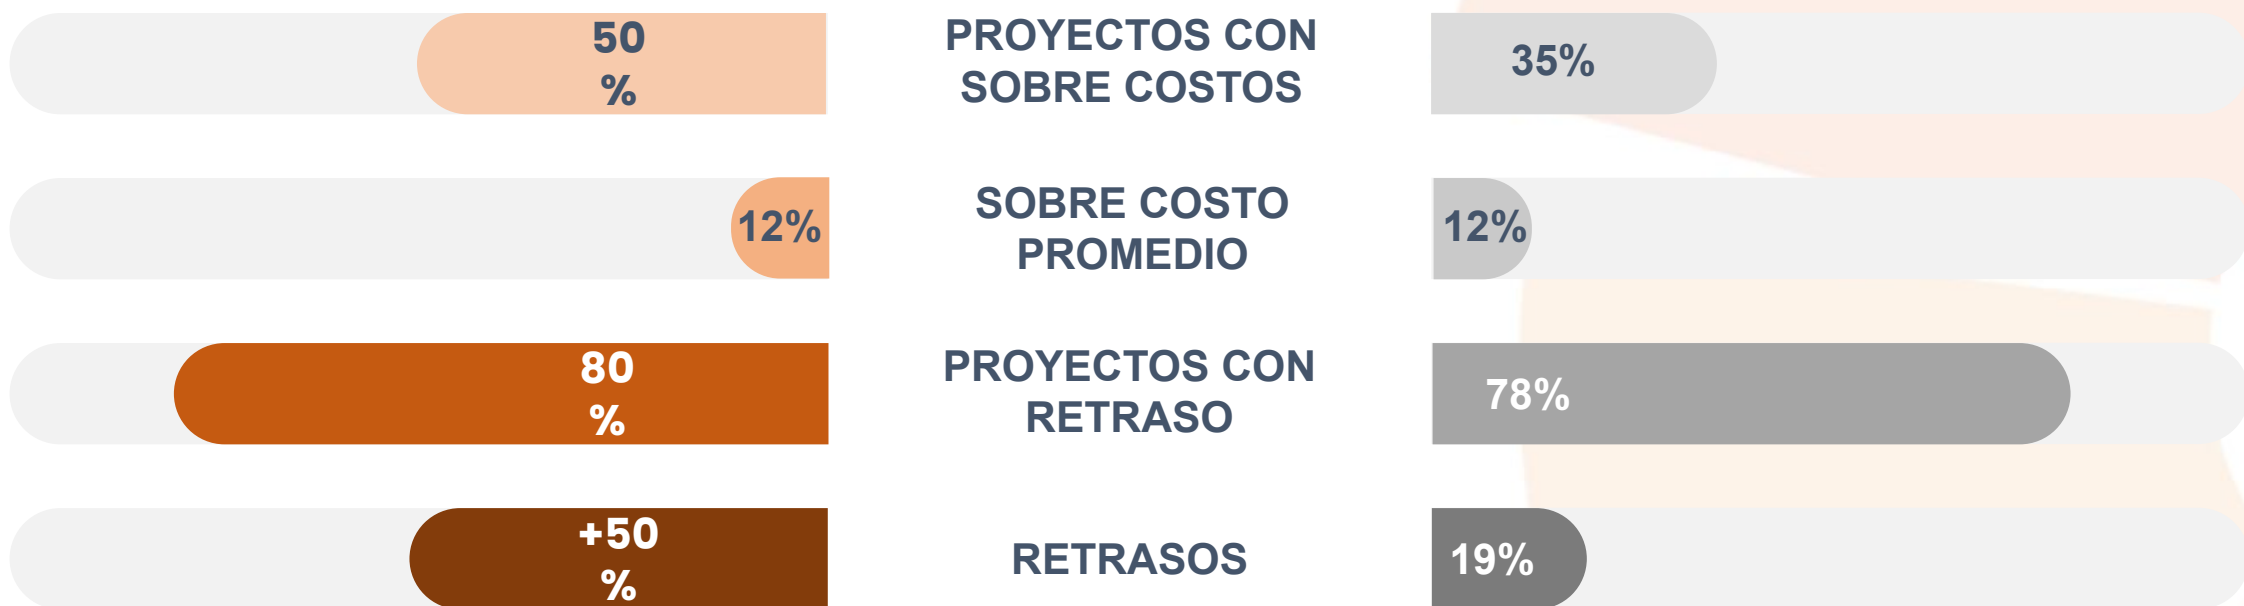 50
%
PROYECTOS CON
SOBRE COSTOS
35%
12%
SOBRE COSTO
PROMEDIO
12%
80
%
PROYECTOS CON
RETRASO
78%
+50
%
RETRASOS
19%